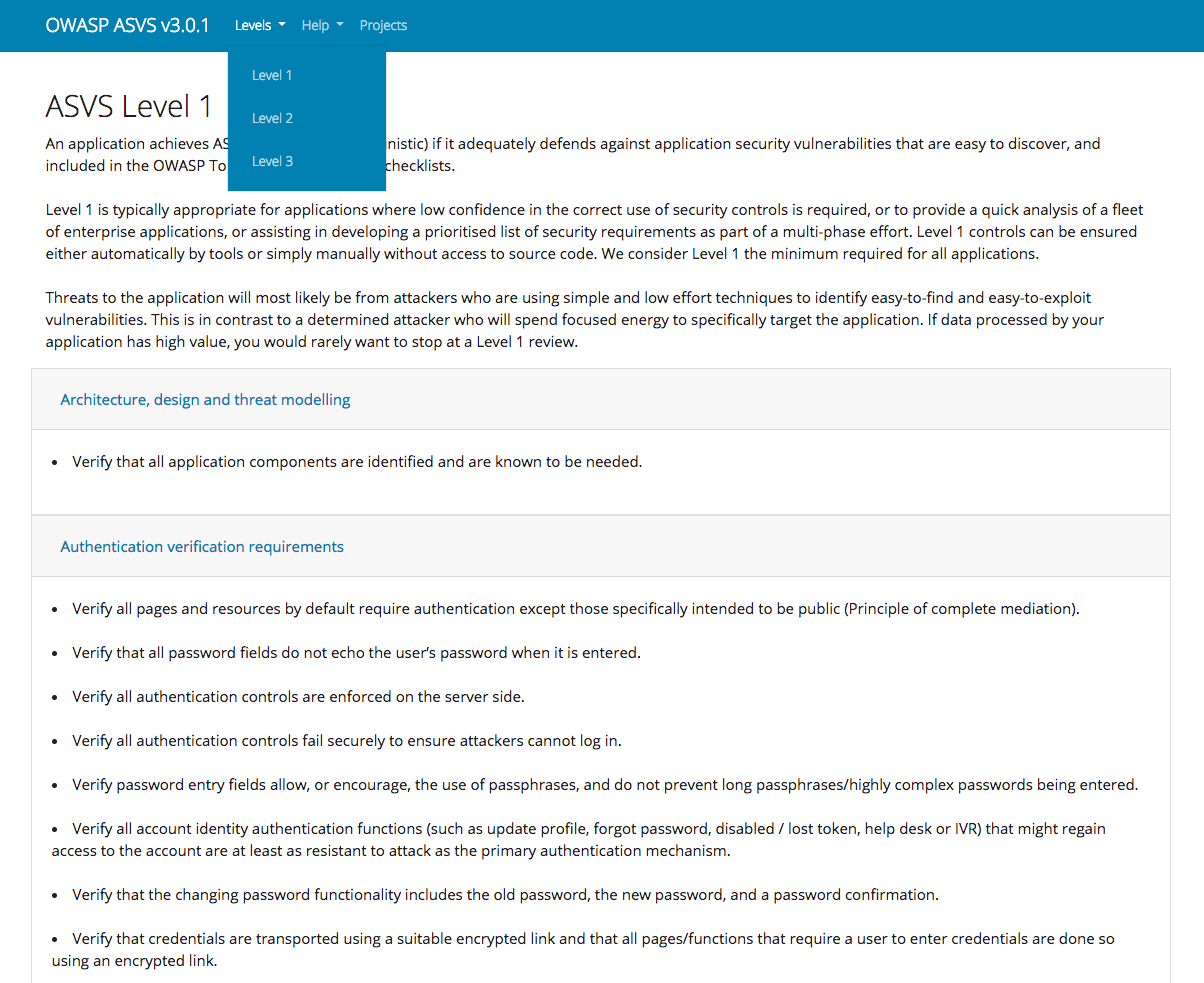 OWASP ASVS v3.0.1 Levels Help Projects
Level 1
Level 2
Level 3
ASVS Level 1
An application achieves AS nistic) if it adequately defends against application security vulnerabilities that are easy to discover, and
included in the OWASP To checklists.
Level 1 is typically appropriate for applications where low confidence in the correct use of security controls is required, or to provide a quick analysis of a fleet
of enterprise applications, or assisting in developing a prioritised list of security requirements as part of a multi-phase effort. Level 1 controls can be ensured
either automatically by tools or simply manually without access to source code. We consider Level 1 the minimum required for all applications.
Threats to the application will most likely be from attackers who are using simple and low effort techniques to identify easy-to-find and easy-to-exploit
vulnerabilities. This is in contrast to a determined attacker who will spend focused energy to specifically target the application. If data processed by your
application has high value, you would rarely want to stop at a Level 1 review.
Architecture, design and threat modelling
• Verify that all application components are identified and are known to be needed.
Authentication verification requirements
• Verify all pages and resources by default require authentication except those specifically intended to be public (Principle of complete mediation).
• Verify that all password fields do not echo the user’s password when it is entered.
• Verify all authentication controls are enforced on the server side.
• Verify all authentication controls fail securely to ensure attackers cannot log in.
• Verify password entry fields allow, or encourage, the use of passphrases, and do not prevent long passphrases/highly complex passwords being entered.
• Verify all account identity authentication functions (such as update profile, forgot password, disabled / lost token, help desk or IVR) that might regain
access to the account are at least as resistant to attack as the primary authentication mechanism.
• Verify that the changing password functionality includes the old password, the new password, and a password confirmation.
• Verify that credentials are transported using a suitable encrypted link and that all pages/functions that require a user to enter credentials are done so
using an encrypted link.